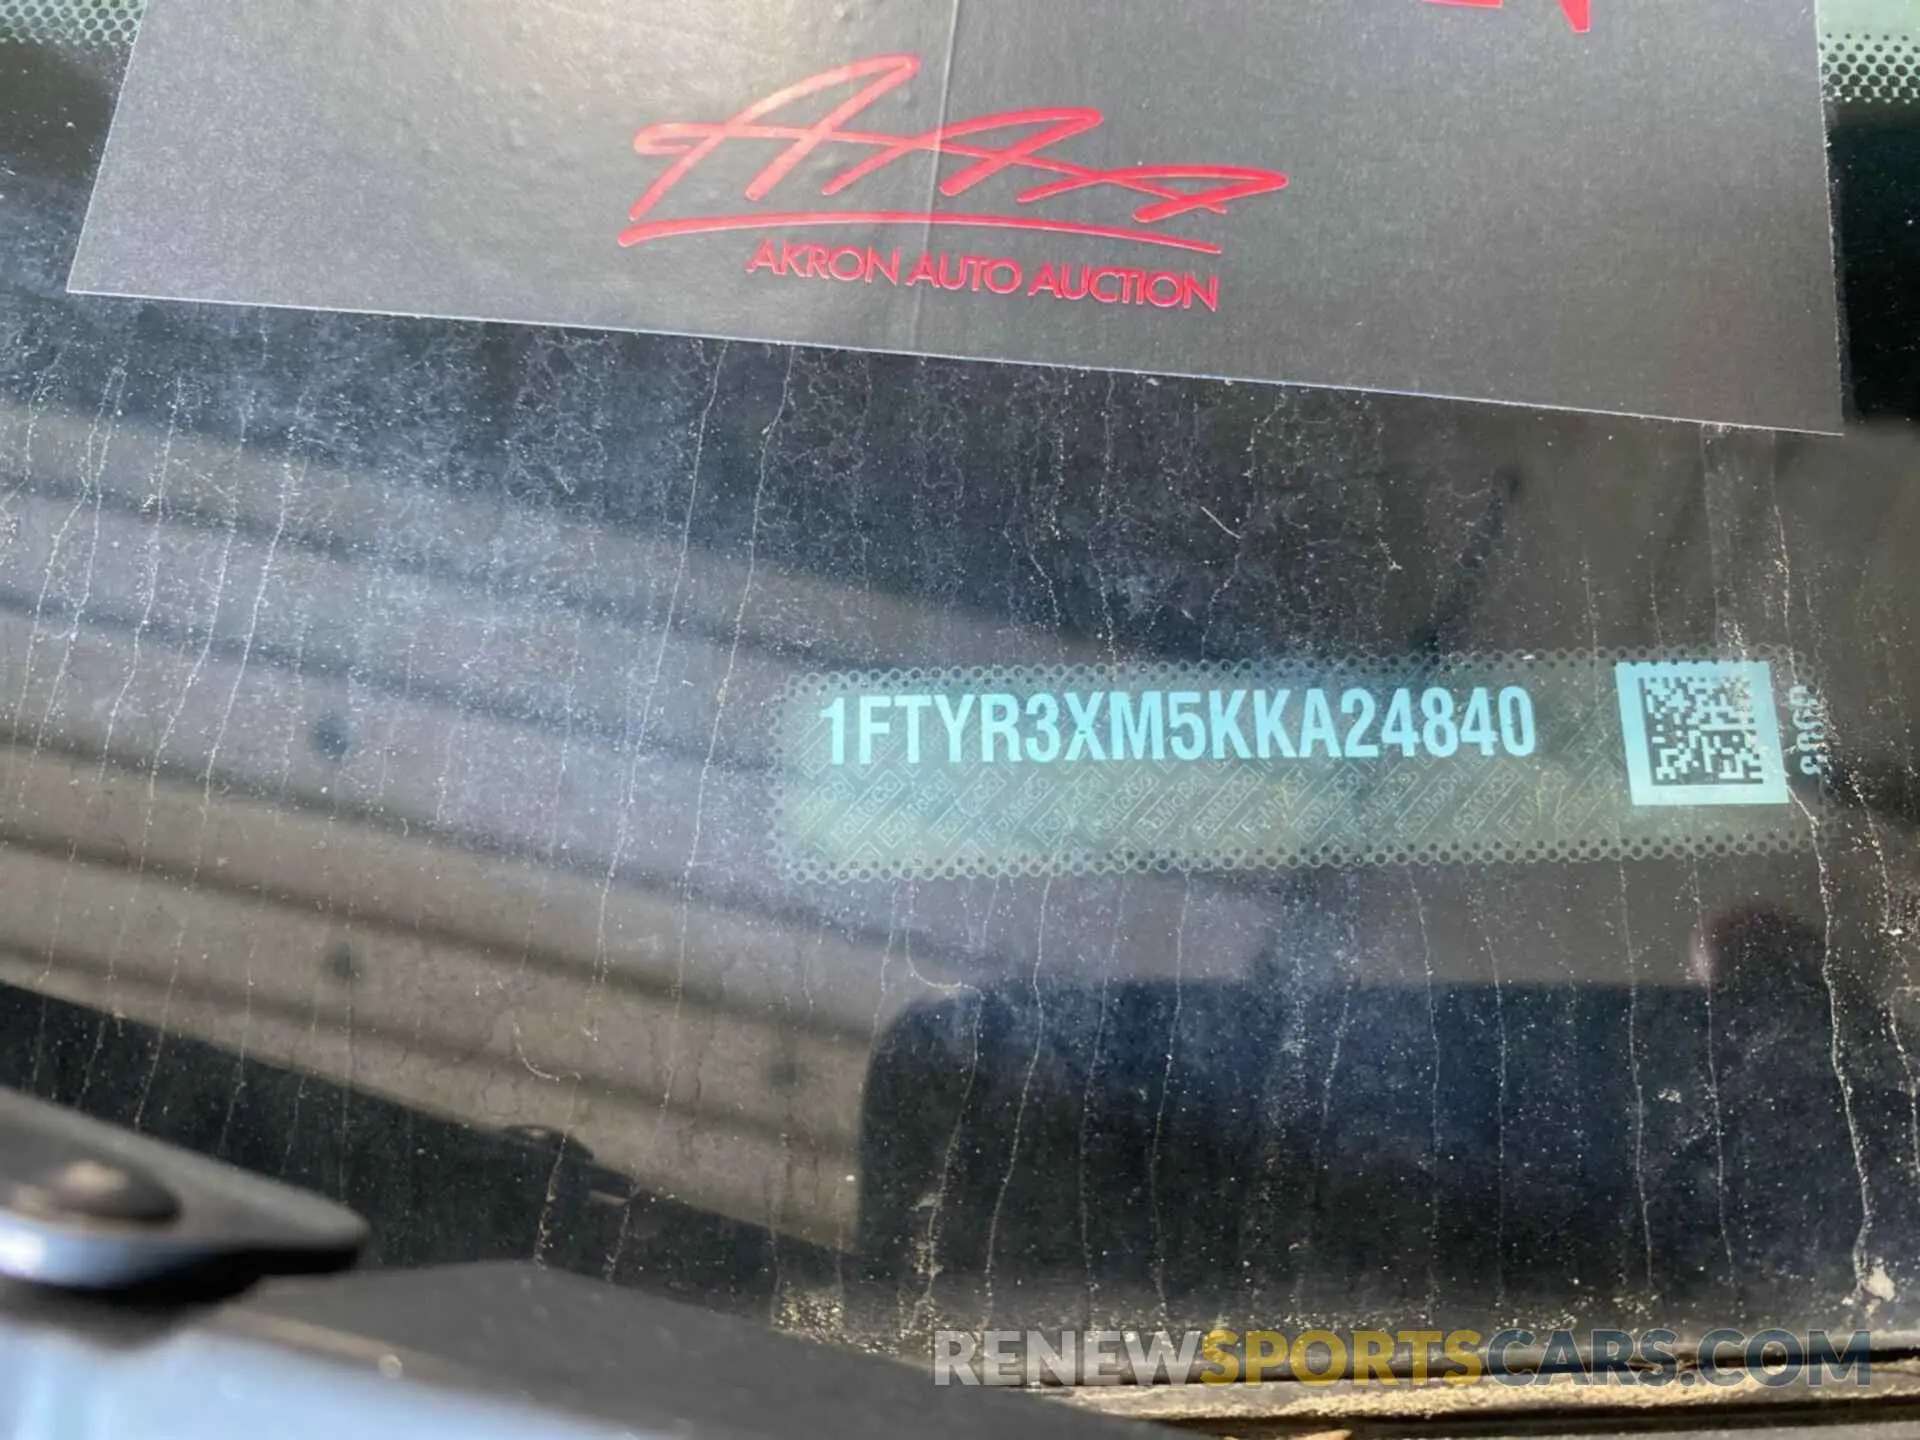 AKRON AUTO AUCTION
1FTYR3XM5KKA24840
RENEWSPORTSCARS.COM